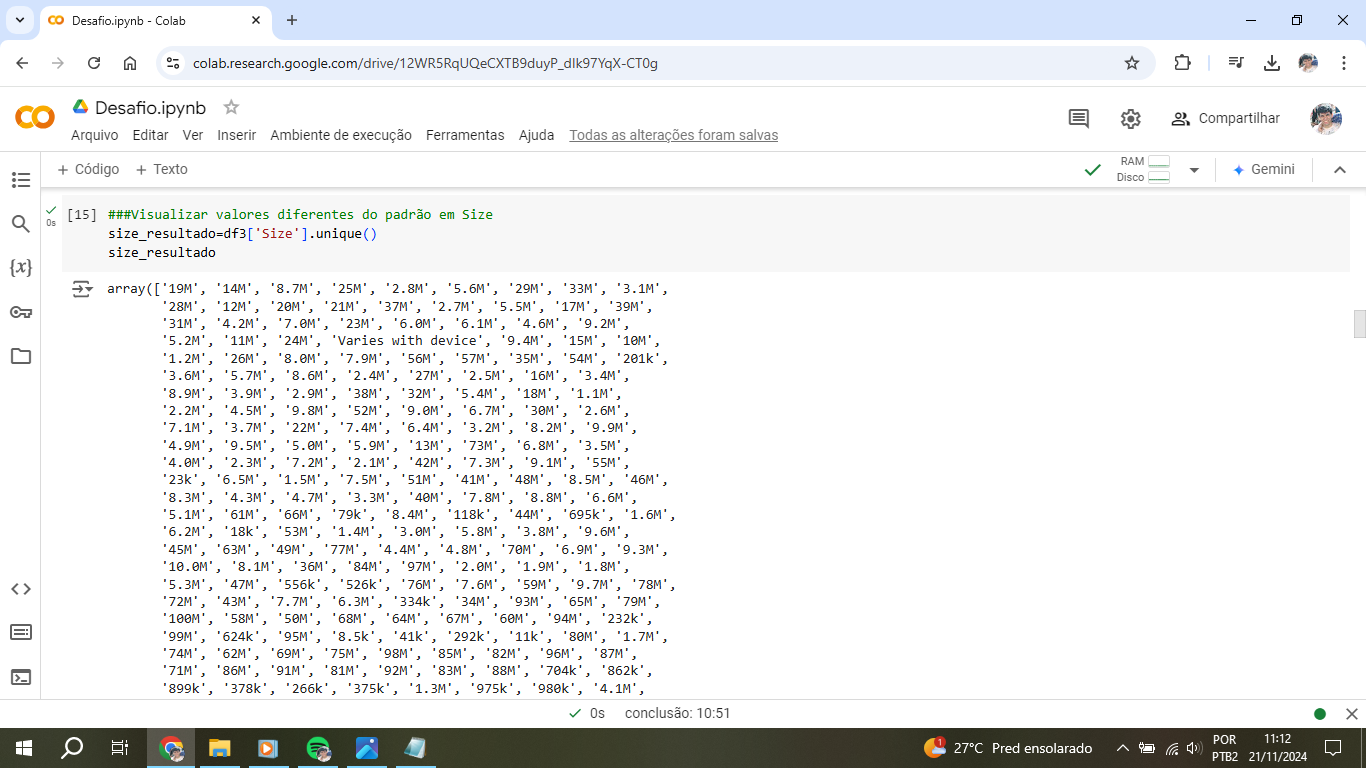 Desafio.ipynb - Colab
colab.research.google.com/drive/12WR5RqUQeCXTB9duyP_dIk97YqX-CT0g
Desafio.ipynb
Arquivo Editar Ver Inserir Ambiente de execução Ferramentas Ajuda Todas as alterações foram salvas
Compartilhar
+ Código + Texto
RAM
Disco
Gemini
[15] ###Visualizar valores diferentes do padrão em Size
0s
size_resultado=df3['Size'].unique()
size_resultado
array(['19M', '14M', '8.7M', '25M', '2.8M', '5.6M', '29M', '33M', '3.1M',
'28M', '12M', '20M', '21M', '37M', '2.7M', '5.5M', '17M', '39M',
'31M', '4.2M', '7.0M', '23M', '6.0M', '6.1M', '4.6M', '9.2M',
'5.2M', '11M', '24M', 'Varies with device', '9.4M', '15M', '10M',
'1.2M', '26M', '8.0M', '7.9M', '56M', '57M', '35M', '54M', '201k',
'3.6M', '5.7M', '8.6M', '2.4M', '27M', '2.5M', '16M', '3.4M',
'8.9M', '3.9M', '2.9M', '38M', '32M', '5.4M', '18M', '1.1M',
'2.2M', '4.5M', '9.8M', '52M', '9.0M', '6.7M', '30M', '2.6M',
'7.1M', '3.7M', '22M', '7.4M', '6.4M', '3.2M', '8.2M', '9.9M',
'4.9M', '9.5M', '5.0M', '5.9M', '13M', '73M', '6.8M', '3.5M',
'4.0M', '2.3M', '7.2M', '2.1M', '42M', '7.3M', '9.1M', '55M',
'23k', '6.5M', '1.5M', '7.5M', '51M', '41M', '48M', '8.5M', '46M',
'8.3M', '4.3M', '4.7M', '3.3M', '40M', '7.8M', '8.8M', '6.6M',
'5.1M', '61M', '66M', '79k', '8.4M', '118k', '44M', '695k', '1.6M',
'6.2M', '18k', '53M', '1.4M', '3.0M', '5.8M', '3.8M', '9.6M',
'45M', '63M', '49M', '77M', '4.4M', '4.8M', '70M', '6.9M', '9.3M',
'10.0M', '8.1M', '36M', '84M', '97M', '2.0M', '1.9M', '1.8M',
'5.3M', '47M', '556k', '526k', '76M', '7.6M', '59M', '9.7M', '78M',
'72M', '43M', '7.7M', '6.3M', '334k', '34M', '93M', '65M', '79M',
'100M', '58M', '50M', '68M', '64M', '67M', '60M', '94M', '232k',
'99M', '624k', '95M', '8.5k', '41k', '292k', '11k', '80M', '1.7M',
'74M', '62M', '69M', '75M', '98M', '85M', '82M', '96M', '87M',
'71M', '86M', '91M', '81M', '92M', '83M', '88M', '704k', '862k',
'899k', '378k', '266k', '375k', '1.3M', '975k', '980k', '4.1M',
0s conclusão: 10:51
1
27°C Pred ensolarado
POR
PTB2
11:12
21/11/2024